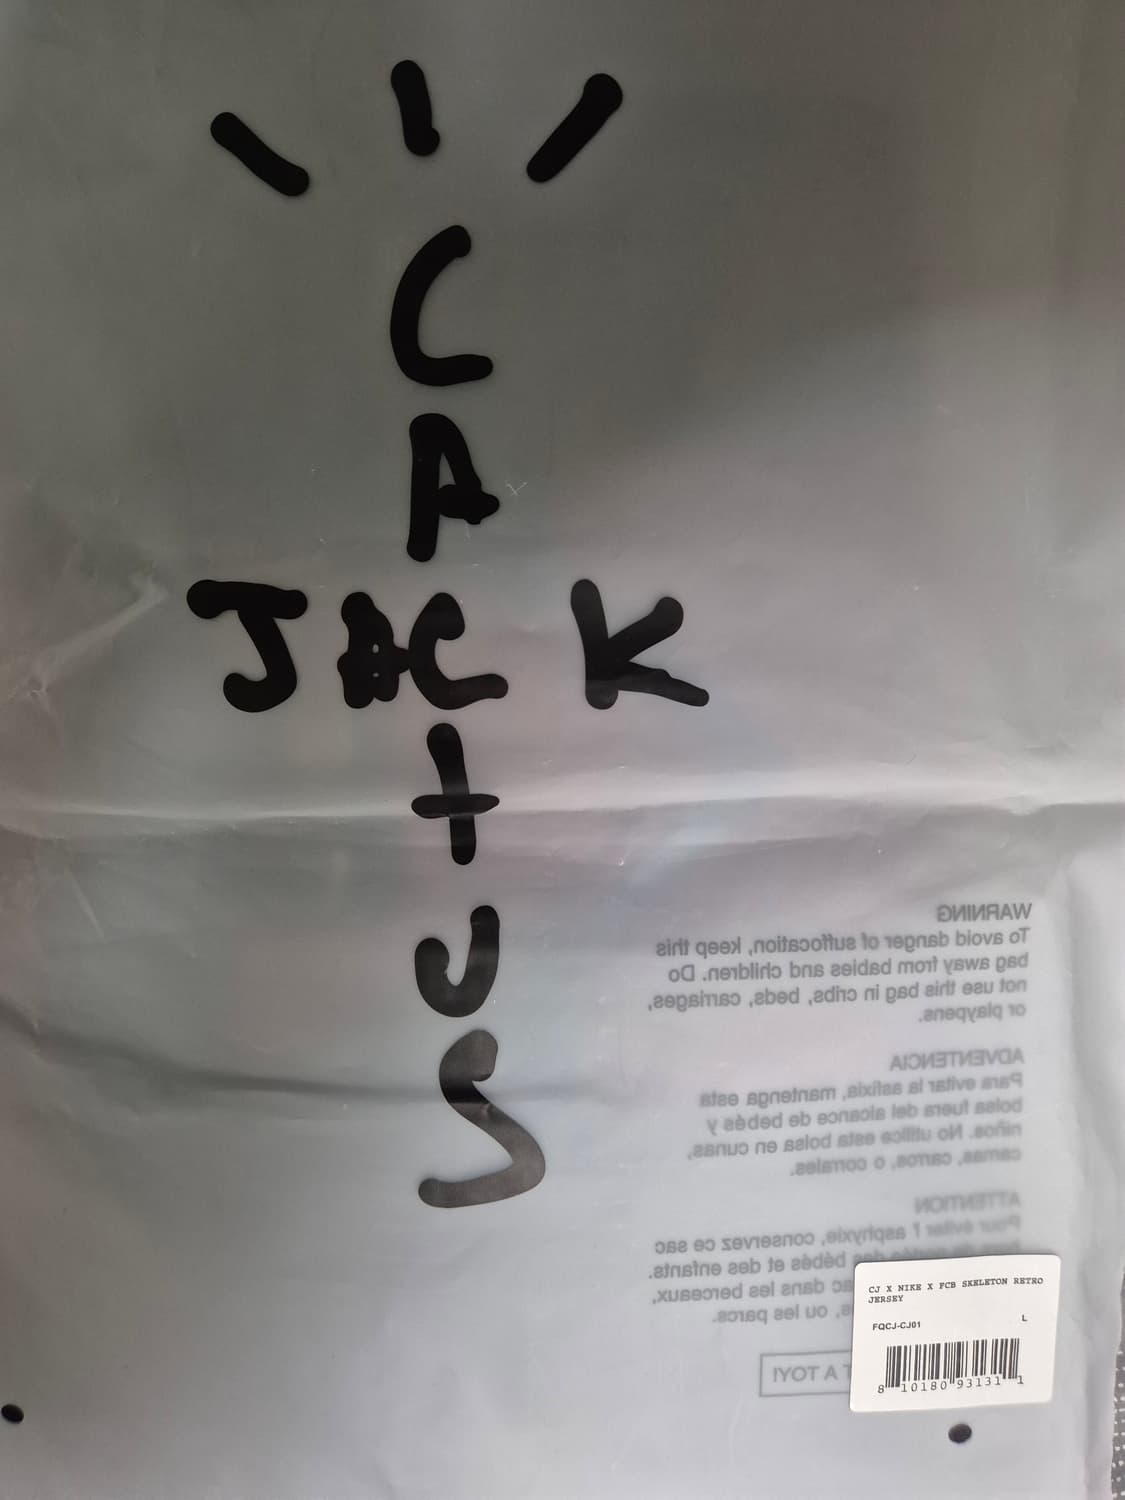 CACTUS
JACK
WARNING
To avoid danger of suffocation, keep this
bag away from babies and children. Do
not use this bag in cribs, beds, carriages,
or playpens.
ADVENTENCIA
Para evitar la asfixia, mantenga esta
bolsa fuera del alcance de bebés y
niños. No utilice esta bolsa en cunas,
camas, carros, o corrales.
ATTENTION
Pour éviter l' asphyxie, conservez ce sac
des bébés et des enfants.
ac dans les berceaux,
ou les parcs.
T A TOY!
CJ X NIKE X FCB SKELETON RETRO
JERSEY
FQCJ-CJ01 L
8 10180 93131 1